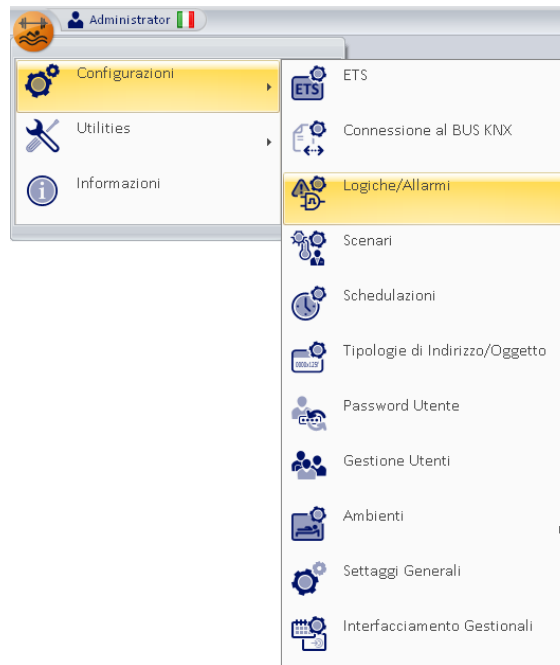 Administrator
Configurazioni
Utilities
Informazioni
ETS
ETS
Connessione al BUS KNX
Logiche/Allarmi
Scenari
Schedulazioni
Tipologie di Indirizzo/Oggetto
Password Utente
Gestione Utenti
Ambienti
Settaggi Generali
Interfacciamento Gestionali